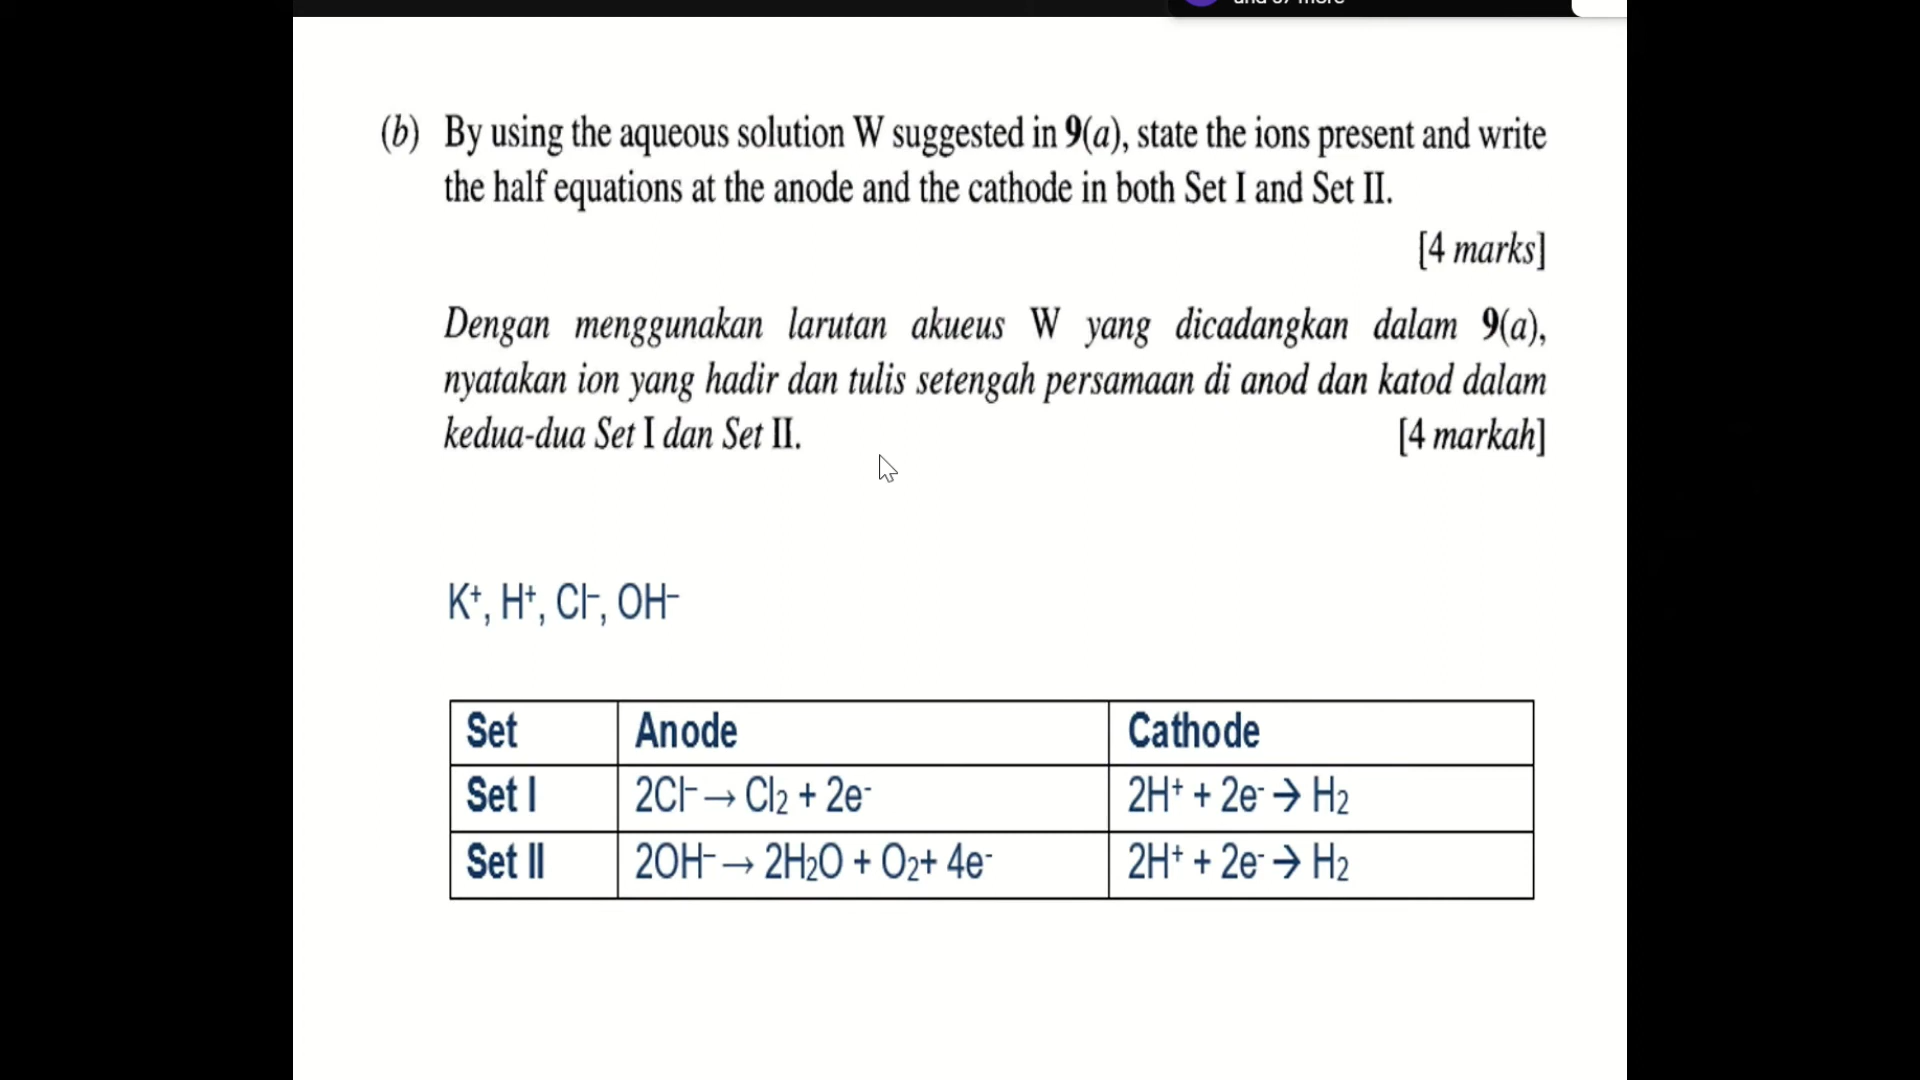 (b) By using the aqueous solution W suggested in 9(a), state the ions present and write
the half equations at the anode and the cathode in both Set I and Set II.
[4 marks]
Dengan menggunakan larutan akueus W yang dicadangkan dalam 9(a),
nyatakan ion yang hadir dan tulis setengah persamaan di anod dan katod dalam
kedua-dua Set I dan Set II. [4 markah]
K⁺, H⁺, Cl⁻, OH⁻
Set Anode Cathode
Set I 2Cl⁻ → Cl₂ + 2e⁻ 2H⁺ + 2e⁻ → H₂
Set II 2OH⁻ → 2H₂O + O₂+ 4e⁻ 2H⁺ + 2e⁻ → H₂